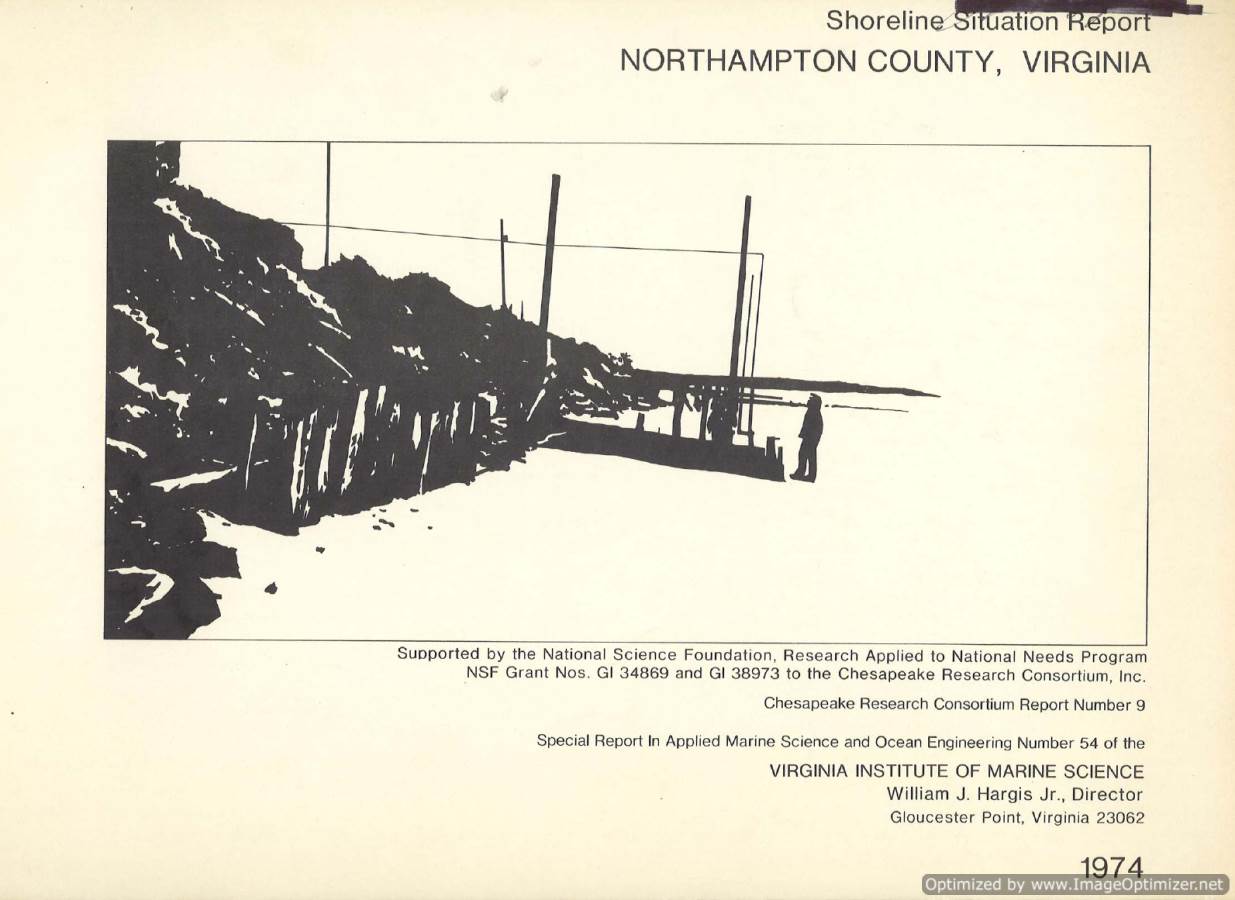 Shoreline Situation Report
NORTHAMPTON COUNTY, VIRGINIA
Supported by the National Science Foundation, Research Applied to National Needs Program
NSF Grant Nos. GI 34869 and GI 38973 to the Chesapeake Research Consortium, Inc.
Chesapeake Research Consortium Report Number 9
Special Report In Applied Marine Science and Ocean Engineering Number 54 of the
VIRGINIA INSTITUTE OF MARINE SCIENCE
William J. Hargis Jr., Director
Gloucester Point, Virginia 23062
1974
Optimized by www.ImageOptimizer.net